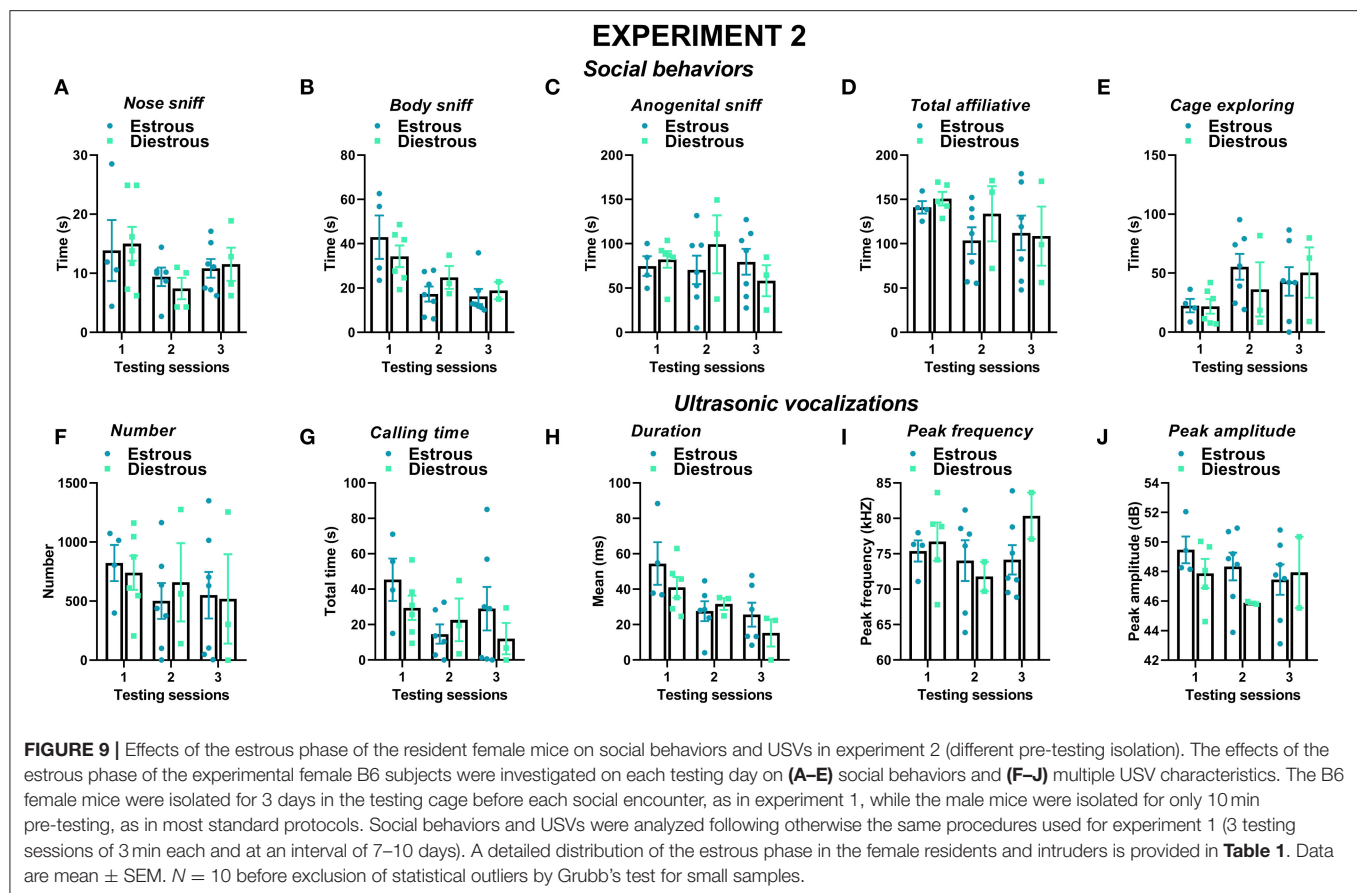 EXPERIMENT 2
Social behaviors
A
Nose sniff
Estrous
Diestrous
Time (s)
30
20
10
0
1 2 3
Testing sessions
B
Body sniff
Estrous
Diestrous
Time (s)
80
60
40
20
0
1 2 3
Testing sessions
C
Anogenital sniff
Estrous
Diestrous
Time (s)
200
150
100
50
0
1 2 3
Testing sessions
D
Total affiliative
Estrous
Diestrous
Time (s)
200
150
100
50
0
1 2 3
Testing sessions
E
Cage exploring
Estrous
Diestrous
Time (s)
150
100
50
0
1 2 3
Testing sessions
Ultrasonic vocalizations
F
Number
Estrous
Diestrous
Number
1500
1000
500
0
1 2 3
Testing sessions
G
Calling time
Estrous
Diestrous
Total time (s)
100
80
60
40
20
0
1 2 3
Testing sessions
H
Duration
Estrous
Diestrous
Mean (ms)
100
80
60
40
20
0
1 2 3
Testing sessions
I
Peak frequency
Estrous
Diestrous
Peak frequency (kHZ)
85
80
75
70
65
60
1 2 3
Testing sessions
J
Peak amplitude
Estrous
Diestrous
Peak amplitude (dB)
54
52
50
48
46
44
42
1 2 3
Testing sessions
FIGURE 9 | Effects of the estrous phase of the resident female mice on social behaviors and USVs in experiment 2 (different pre-testing isolation). The effects of the
estrous phase of the experimental female B6 subjects were investigated on each testing day on (A–E) social behaviors and (F–J) multiple USV characteristics. The B6
female mice were isolated for 3 days in the testing cage before each social encounter, as in experiment 1, while the male mice were isolated for only 10 min
pre-testing, as in most standard protocols. Social behaviors and USVs were analyzed following otherwise the same procedures used for experiment 1 (3 testing
sessions of 3 min each and at an interval of 7–10 days). A detailed distribution of the estrous phase in the female residents and intruders is provided in Table 1. Data
are mean ± SEM. N = 10 before exclusion of statistical outliers by Grubb's test for small samples.